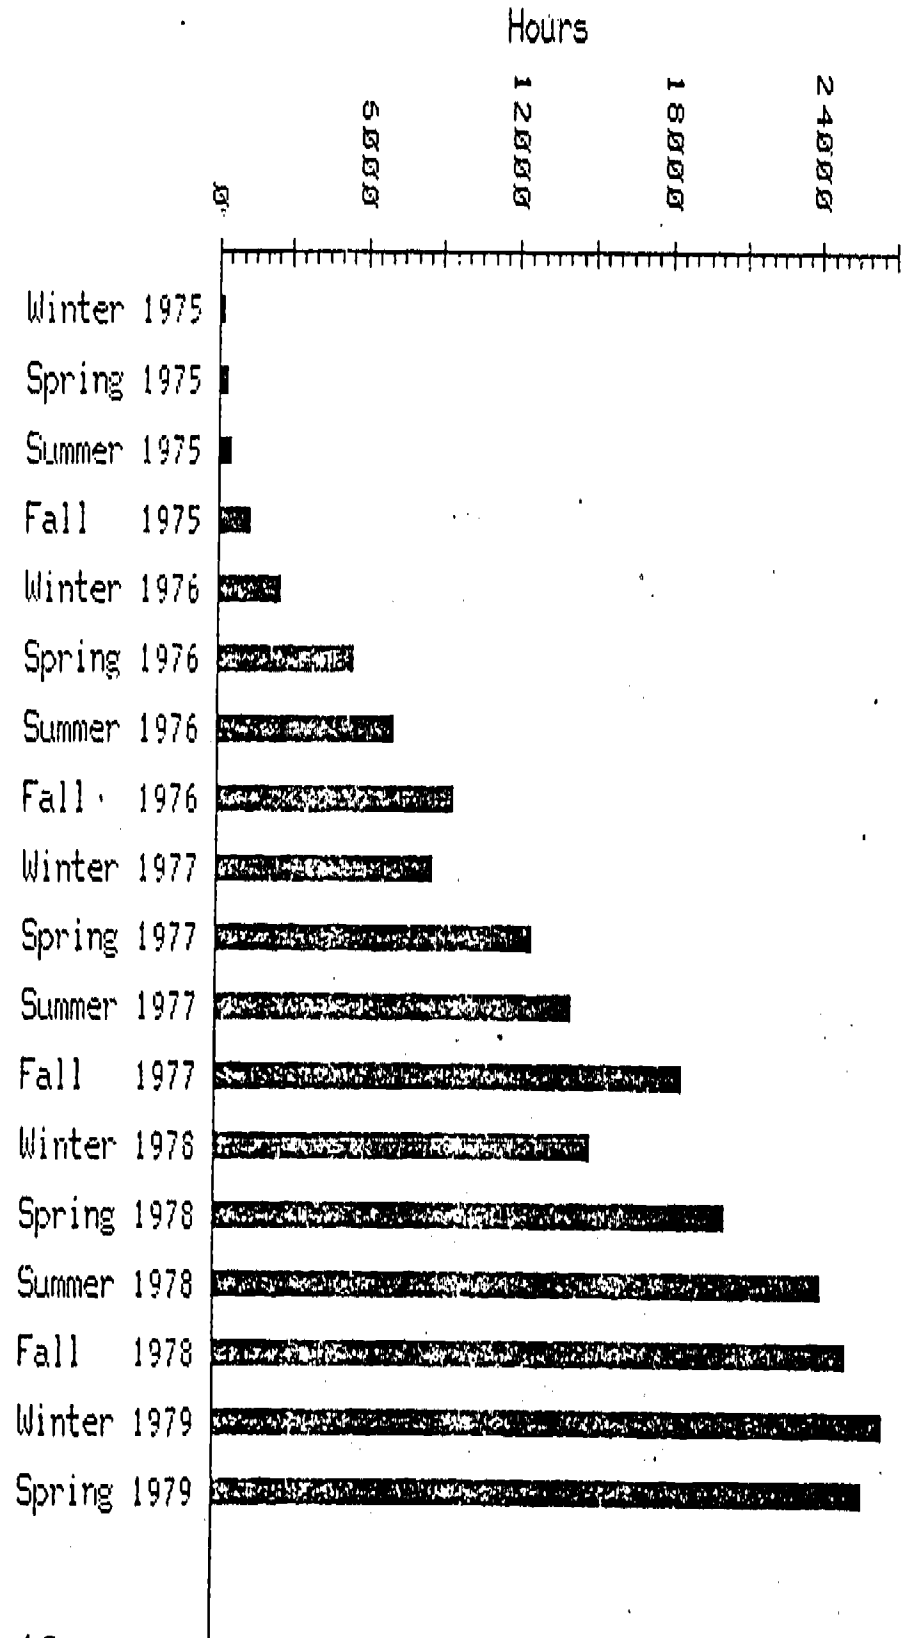 Hours
0
6000
12000
18000
24000
Winter 1975
Spring 1975
Summer 1975
Fall 1975
Winter 1976
Spring 1976
Summer 1976
Fall 1976
Winter 1977
Spring 1977
Summer 1977
Fall 1977
Winter 1978
Spring 1978
Summer 1978
Fall 1978
Winter 1979
Spring 1979